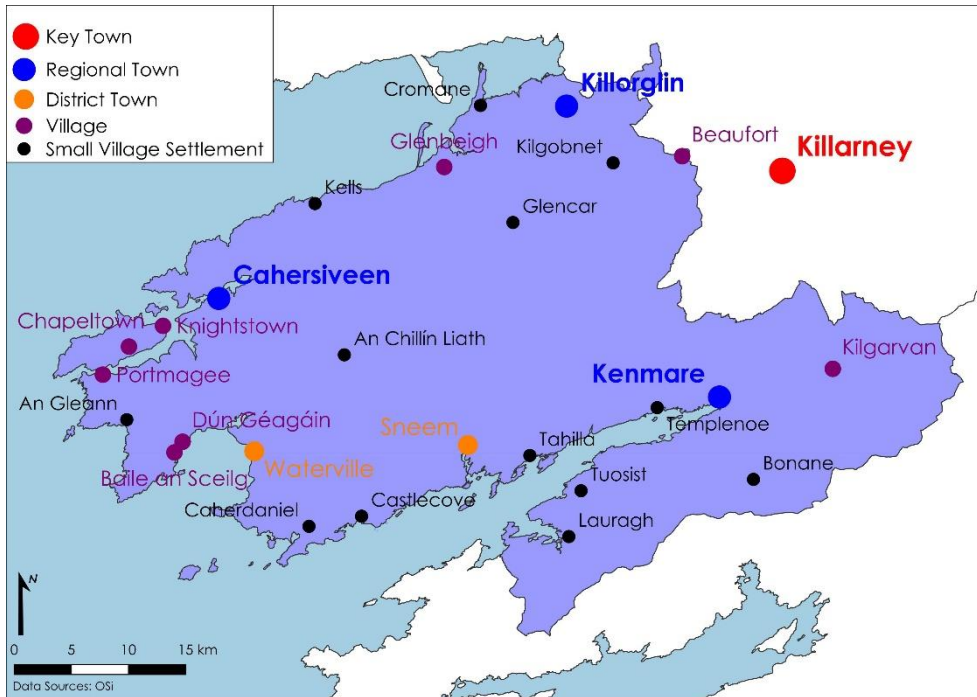 Key Town
Regional Town
District Town
Village
Small Village Settlement
Cromane
Killorglin
Glenbeigh
Kilgobnet
Beaufort
Killarney
Kells
Glencar
Cahersiveen
Chapeltown
Knightstown
An Chillín Liath
Portmagee
Kilgarvan
Kenmare
An Gleann
Dún Géagáin
Sneem
Templenoe
Tahilla
Baile an Sceilg
Waterville
Tuosist
Bonane
Caherdaniel
Castlecove
Lauragh
N
0 5 10 15 km
Data Sources: OSi